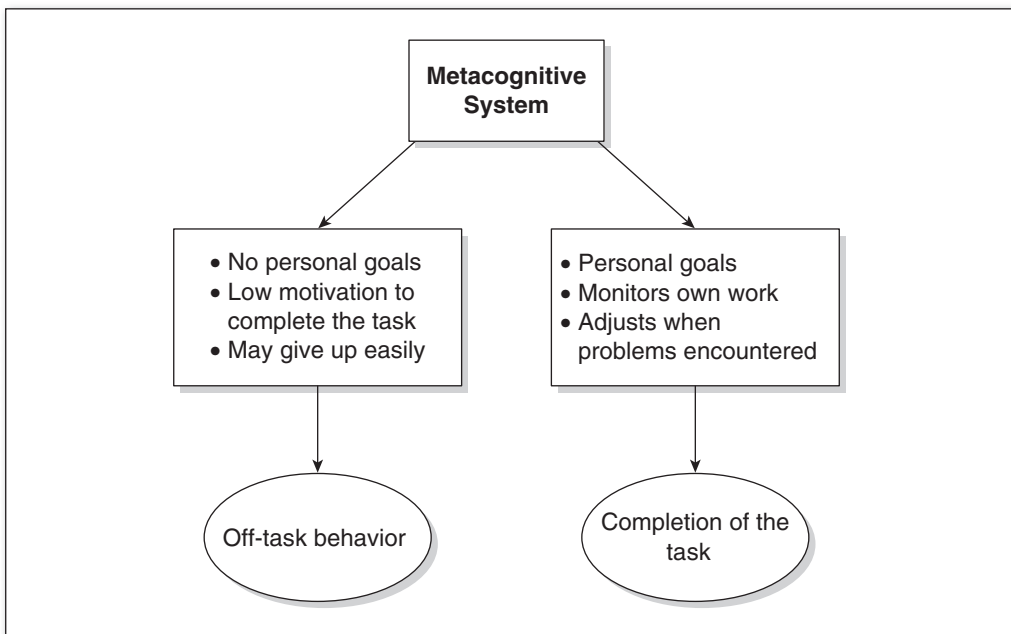 Metacognitive
System
• No personal goals
• Low motivation to
complete the task
• May give up easily
• Personal goals
• Monitors own work
• Adjusts when
problems encountered
Off-task behavior
Completion of the
task